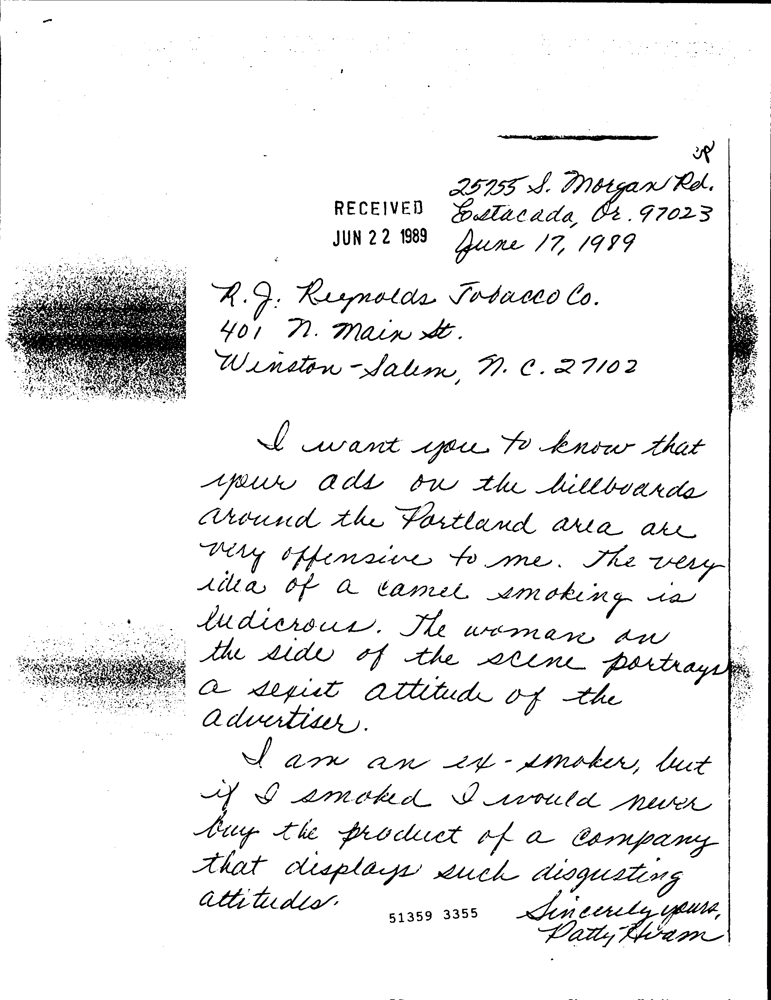 25755 S. Morgan Rd.
RECEIVED Estacada, Or. 97023
JUN 22 1989 June 17, 1989
R.J. Reynolds Tobacco Co.
401 N. Main St.
Winston-Salem, N.C. 27102
I want you to know that
your ads on the billboards
around the Portland area are
very offensive to me. The very
idea of a camel smoking is
ludicrous. The woman on
the side of the scene portrays
a sexist attitude of the
advertiser.
I am an ex-smoker, but
if I smoked I would never
buy the product of a company
that displays such disgusting
attitudes.
51359 3355 Sincerely yours,
Patty